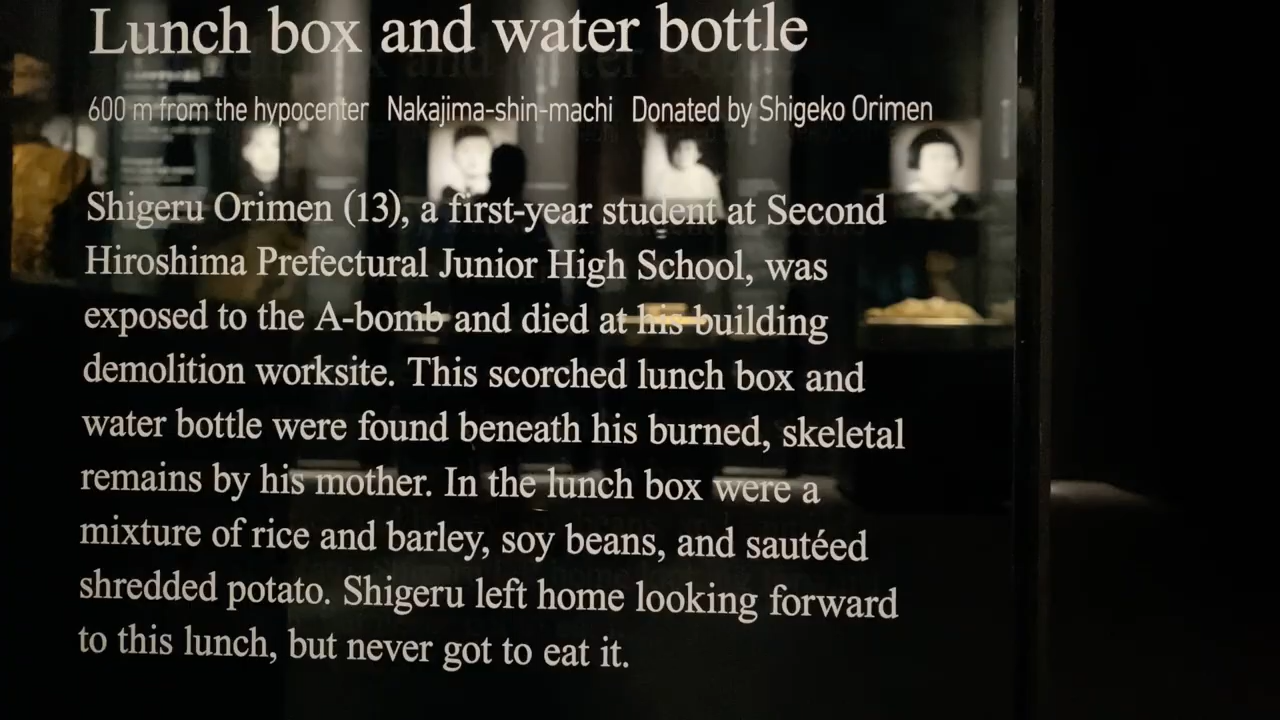 Lunch box and water bottle
600 m from the hypocenter Nakajima-shin-machi Donated by Shigeko Orimen
Shigeru Orimen (13), a first-year student at Second
Hiroshima Prefectural Junior High School, was
exposed to the A-bomb and died at his building
demolition worksite. This scorched lunch box and
water bottle were found beneath his burned, skeletal
remains by his mother. In the lunch box were a
mixture of rice and barley, soy beans, and sautéed
shredded potato. Shigeru left home looking forward
to this lunch, but never got to eat it.